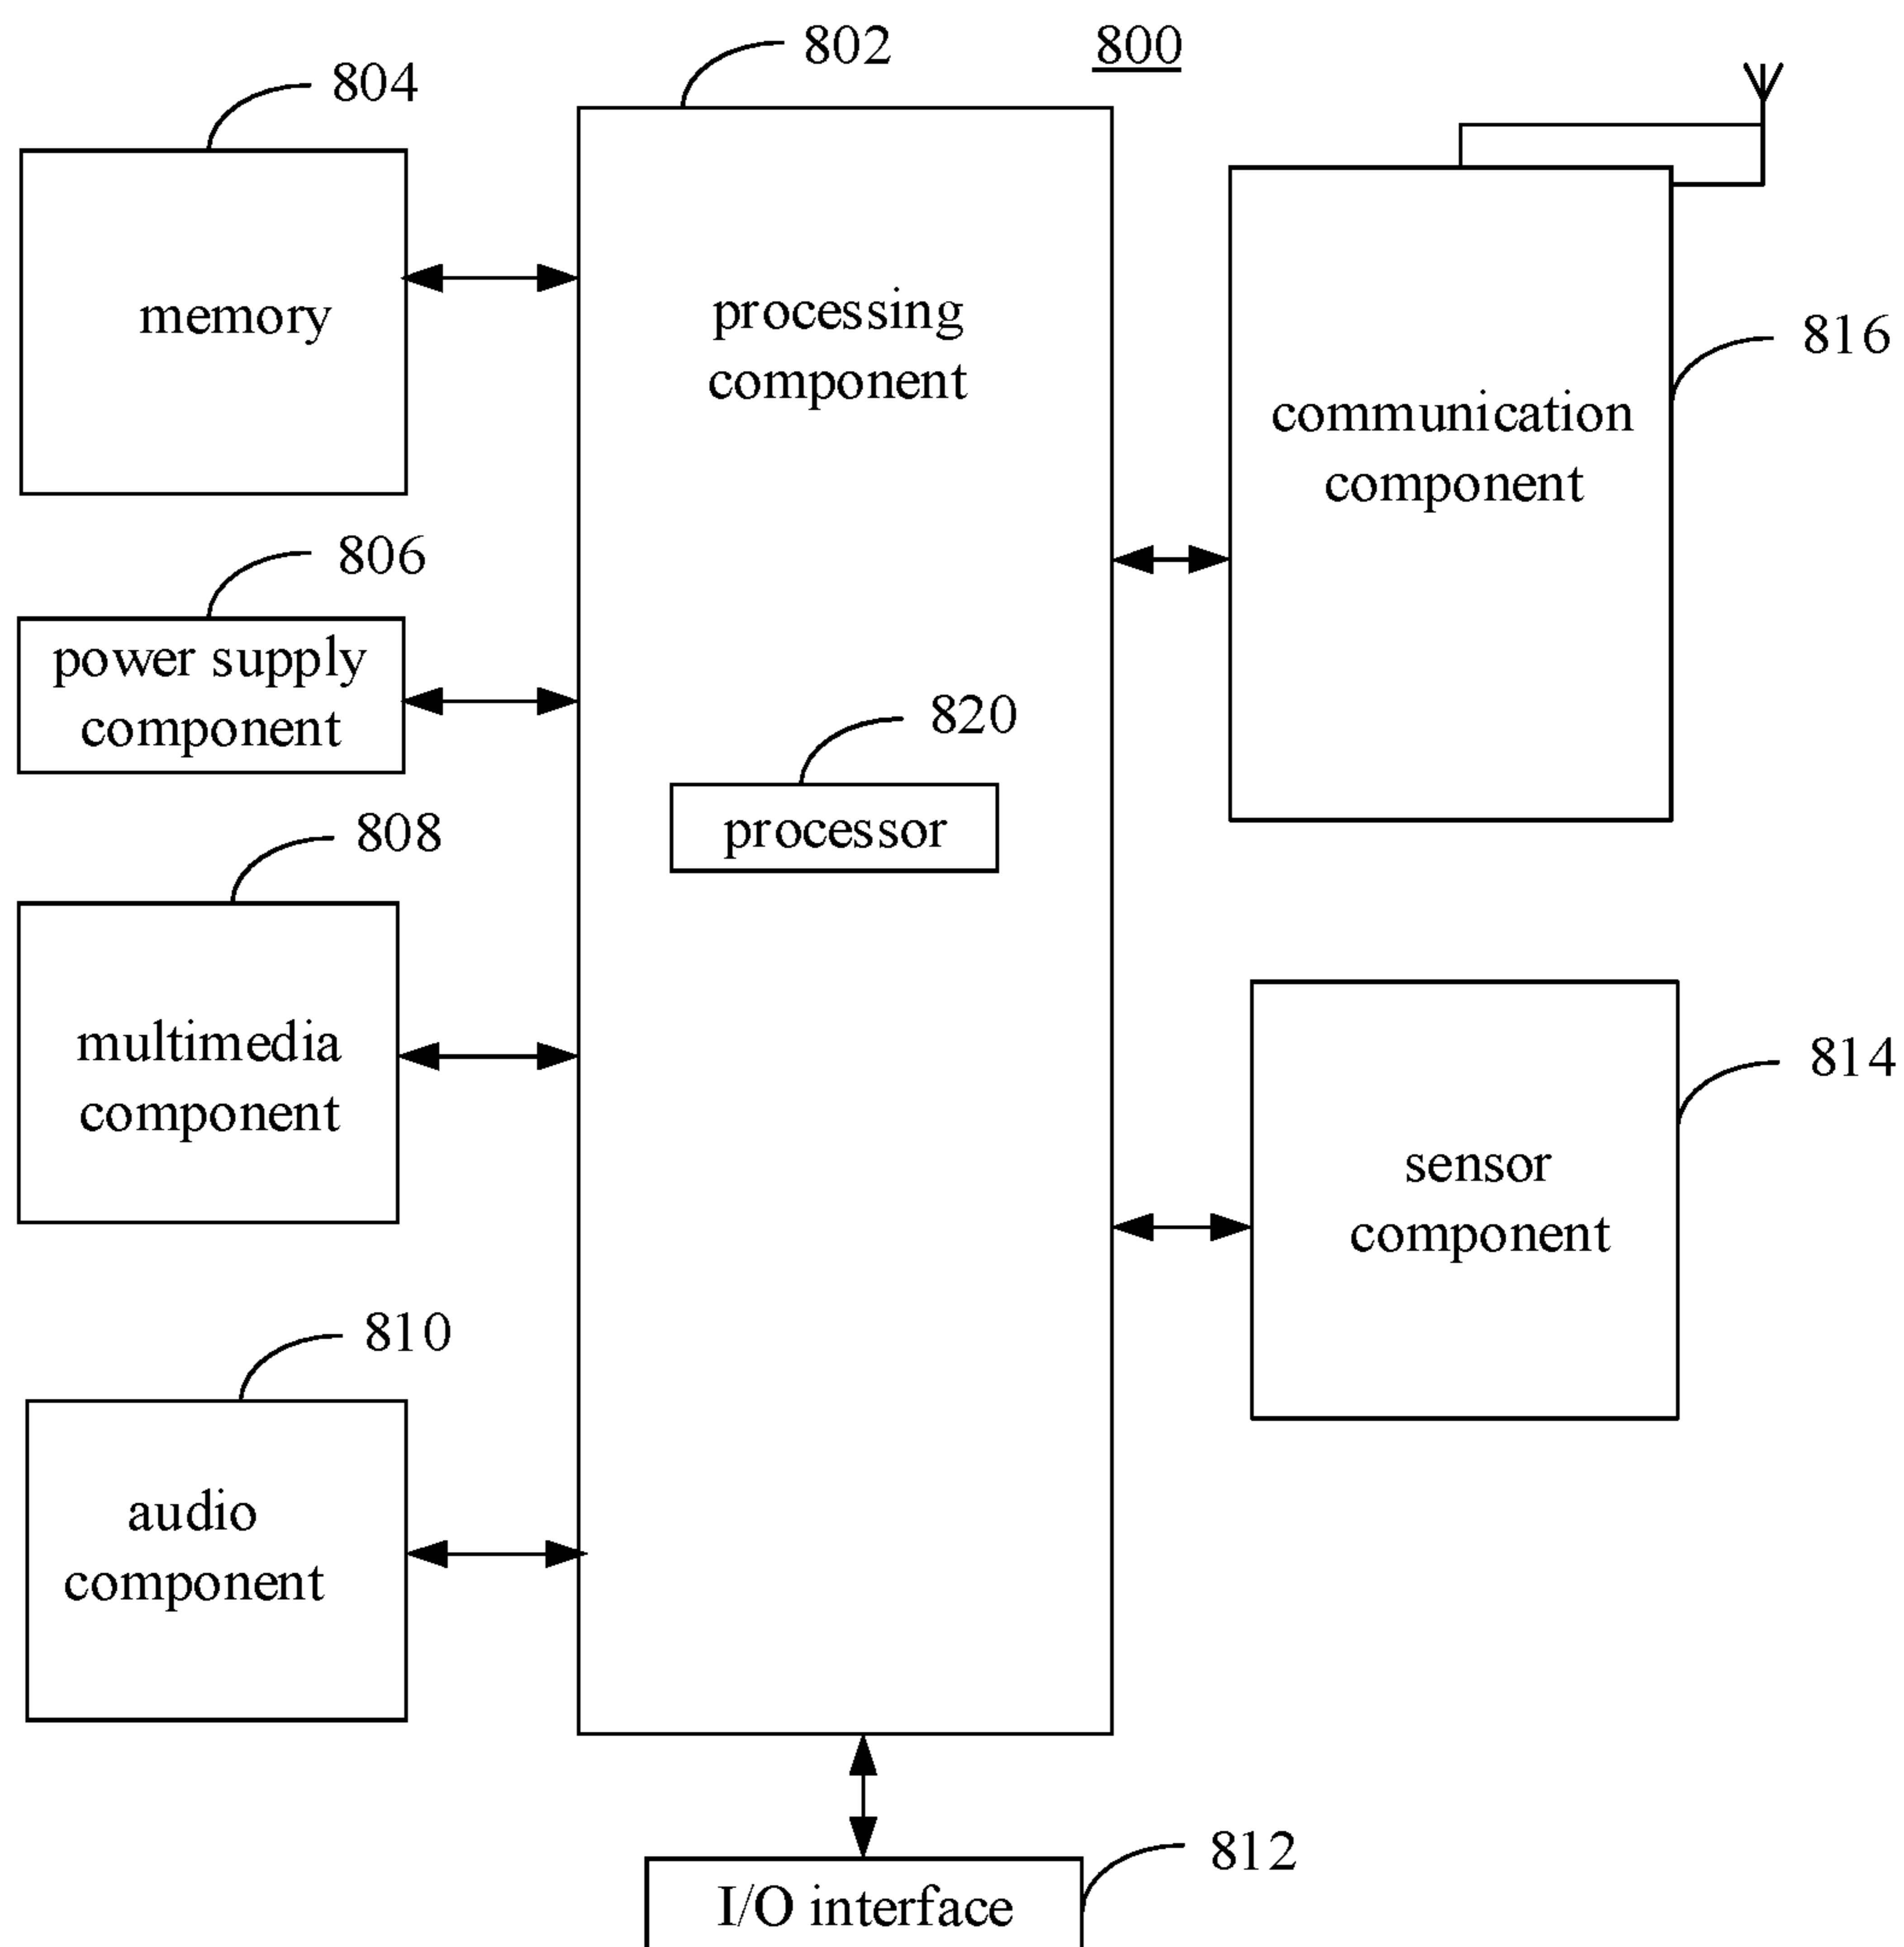 802
800
804
memory
processing
component
816
communication
component
806
power supply
component
820
processor
808
multimedia
component
814
sensor
component
810
audio
component
812
I/O interface